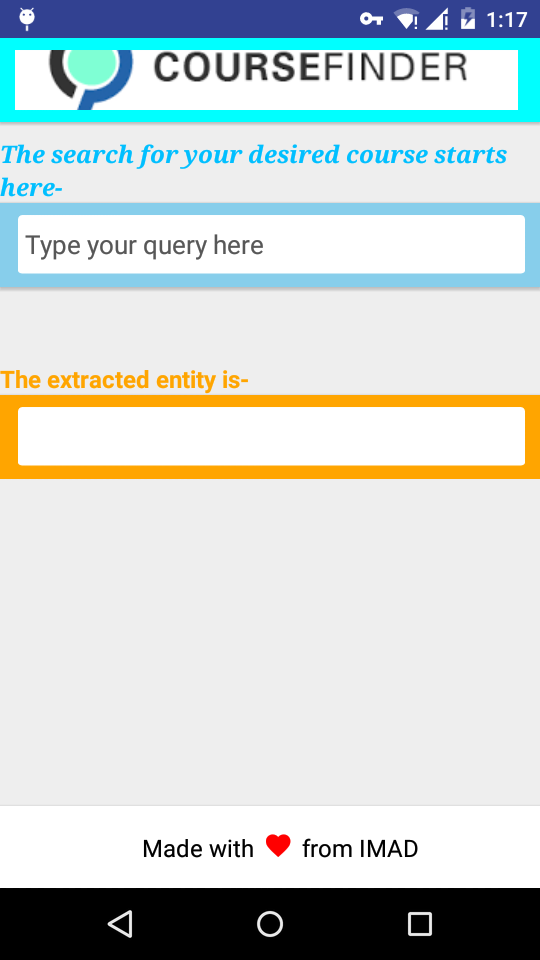 1:17
COURSEFINDER
The search for your desired course starts
here-
Type your query here
The extracted entity is-
Made with ❤ from IMAD